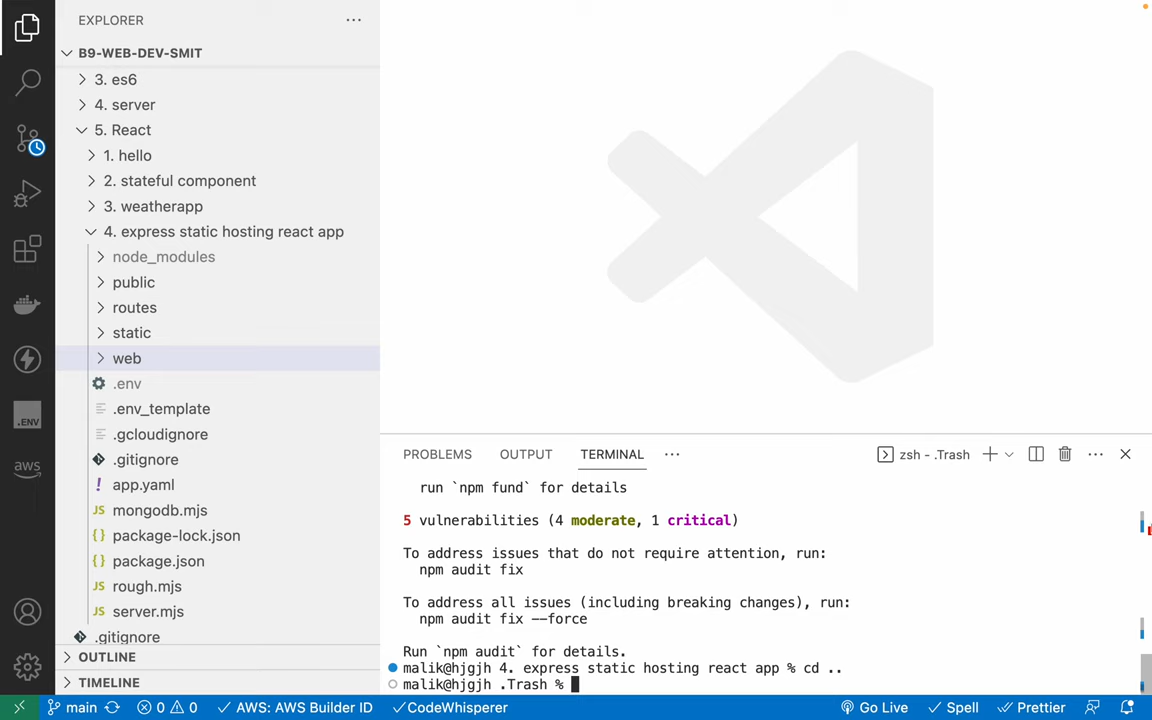 EXPLORER
B9-WEB-DEV-SMIT
3. es6
4. server
5. React
1. hello
2. stateful component
3. weatherapp
4. express static hosting react app
node_modules
public
routes
static
web
.env
.env_template
.gcloudignore
.gitignore
app.yaml
JS mongodb.mjs
{} package-lock.json
{} package.json
JS rough.mjs
JS server.mjs
.gitignore
OUTLINE
TIMELINE
.ENV
aws
PROBLEMS OUTPUT TERMINAL ··· zsh - .Trash
run `npm fund` for details
5 vulnerabilities (4 moderate, 1 critical)
To address issues that do not require attention, run:
npm audit fix
To address all issues (including breaking changes), run:
npm audit fix --force
Run `npm audit` for details.
malik@hjgjh 4. express static hosting react app % cd ..
malik@hjgjh .Trash %
main 0 0 AWS: AWS Builder ID CodeWhisperer Go Live Spell Prettier